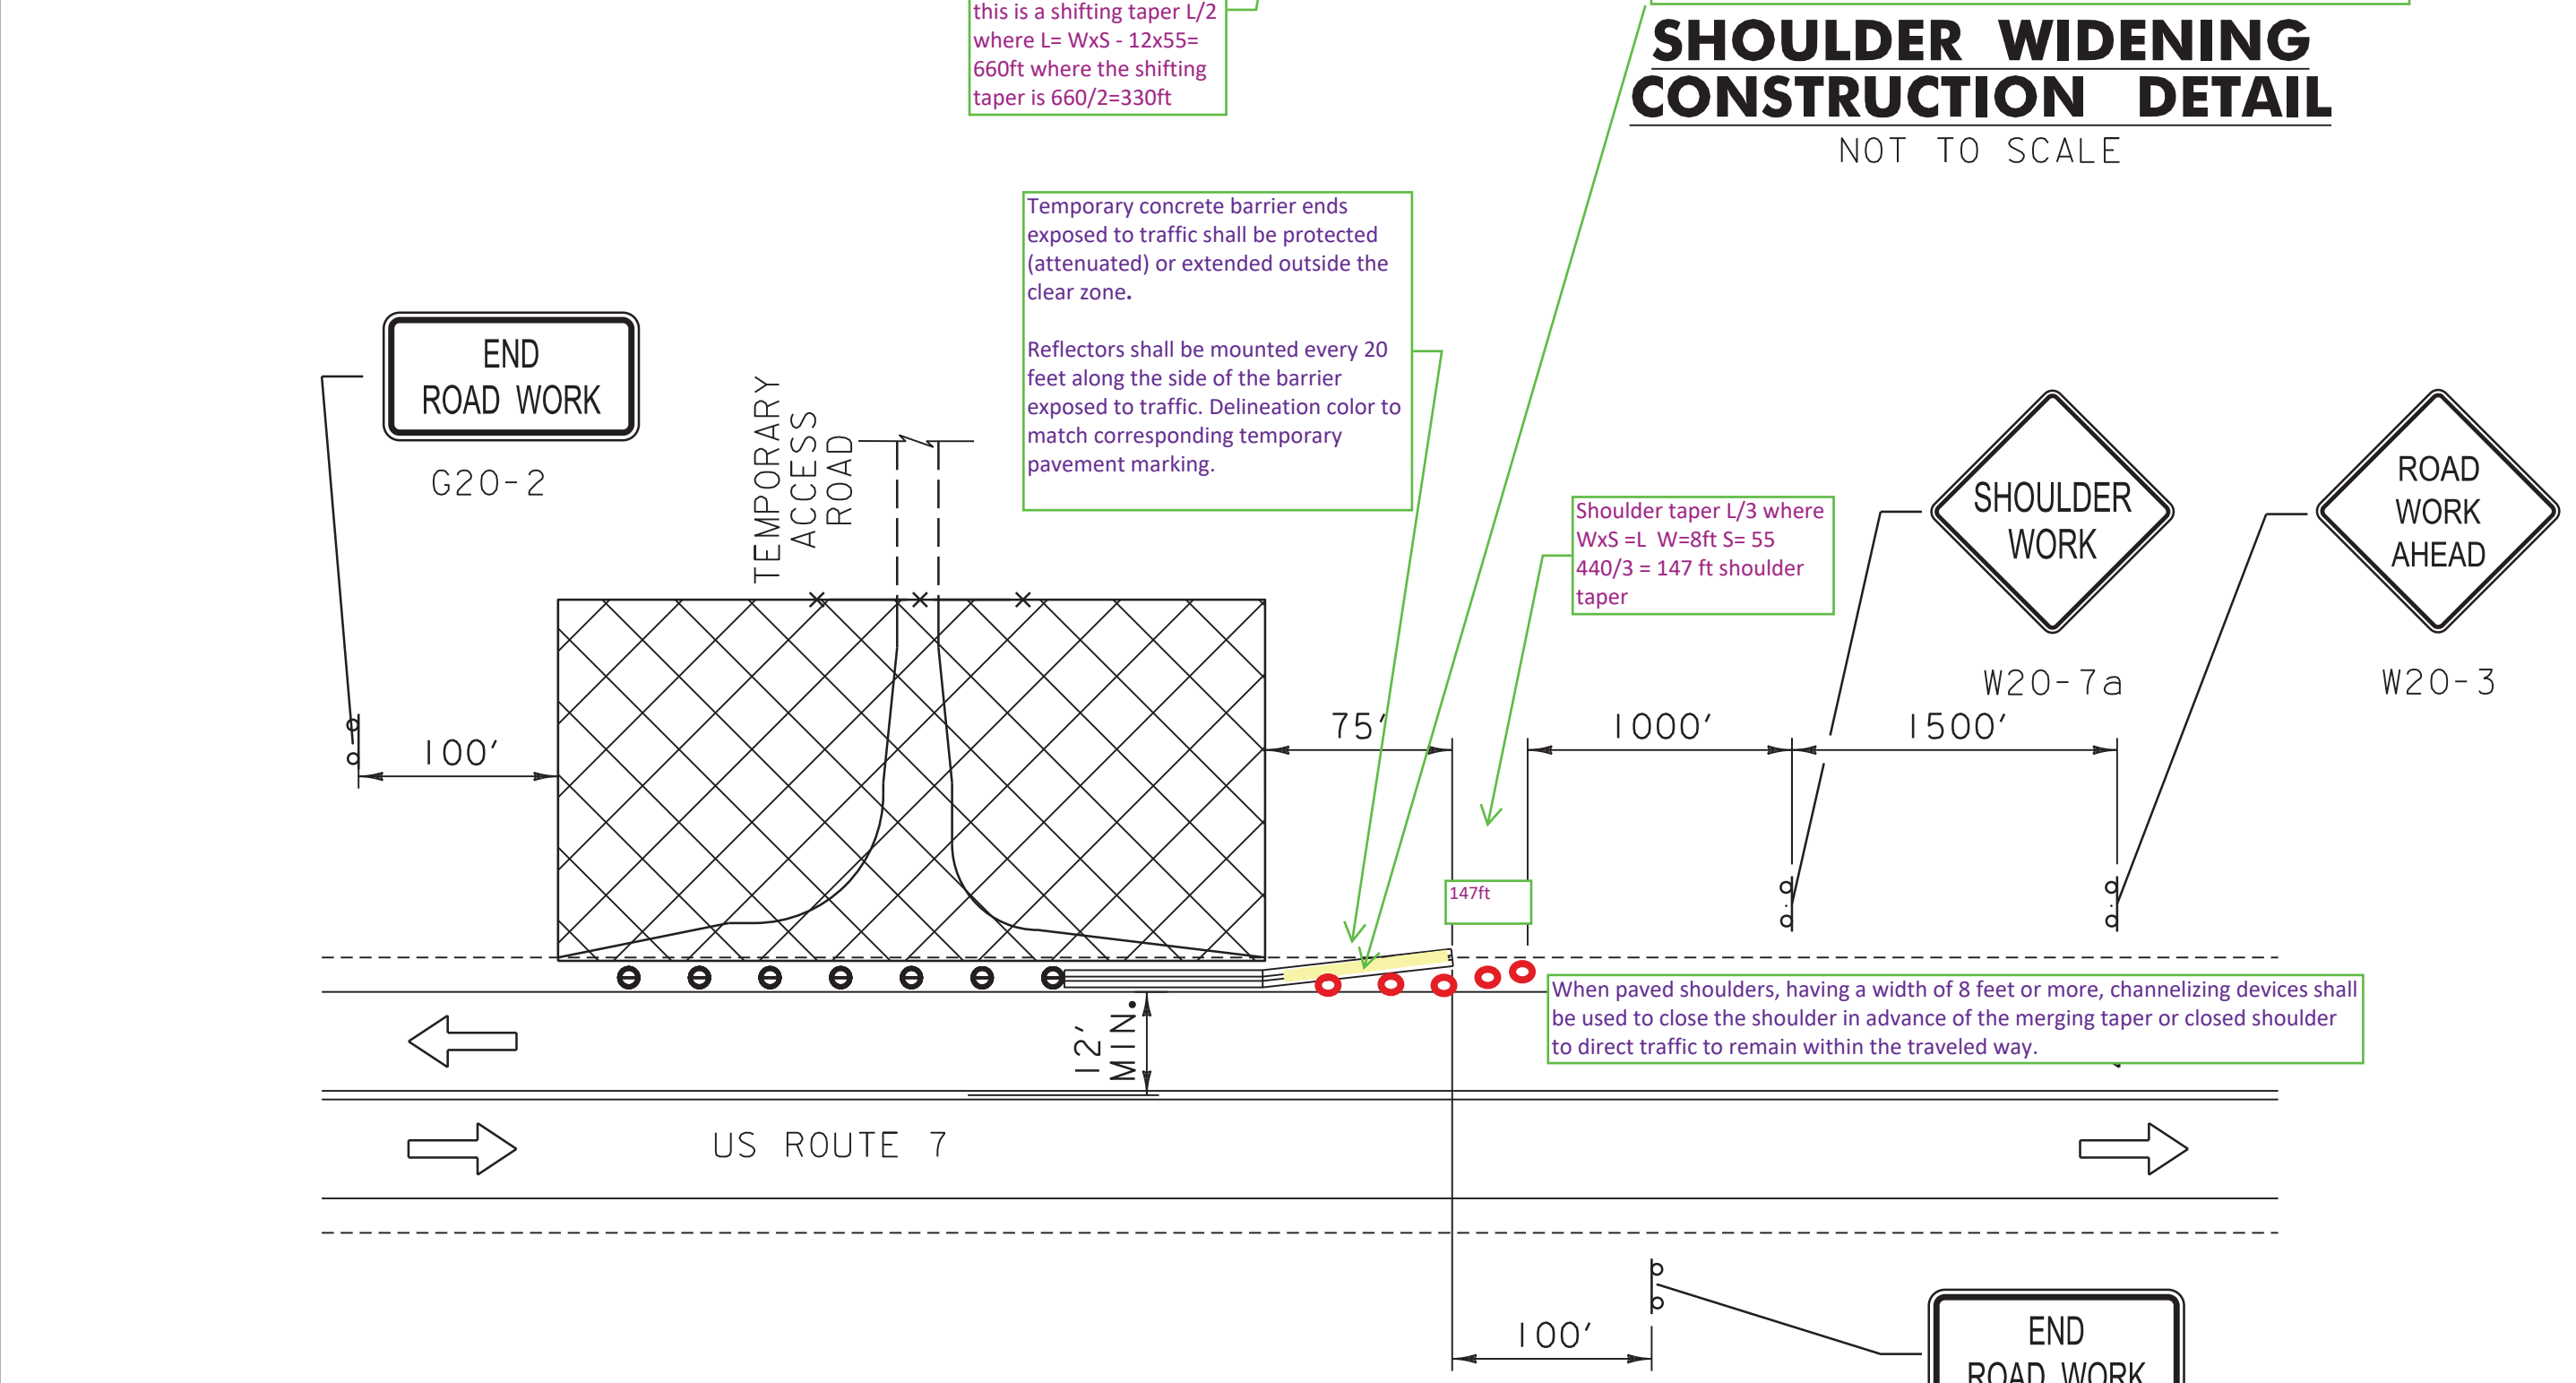 this is a shifting taper L/2
where L= WxS - 12x55=
660ft where the shifting
taper is 660/2=330ft
SHOULDER WIDENING
CONSTRUCTION DETAIL
NOT TO SCALE
Temporary concrete barrier ends
exposed to traffic shall be protected
(attenuated) or extended outside the
clear zone.
Reflectors shall be mounted every 20
feet along the side of the barrier
exposed to traffic. Delineation color to
match corresponding temporary
pavement marking.
END
ROAD WORK
G20-2
TEMPORARY
ACCESS
ROAD
Shoulder taper L/3 where
WxS =L  W=8ft S= 55
440/3 = 147 ft shoulder
taper
SHOULDER
WORK
W20-7a
ROAD
WORK
AHEAD
W20-3
100'
75'
1000'
1500'
147ft
When paved shoulders, having a width of 8 feet or more, channelizing devices shall
be used to close the shoulder in advance of the merging taper or closed shoulder
to direct traffic to remain within the traveled way.
12'
MIN.
US ROUTE 7
100'
END
ROAD WORK